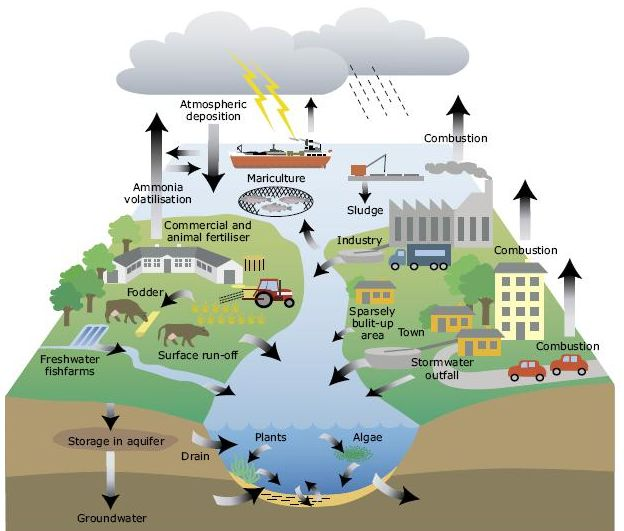 Atmospheric
deposition
Combustion
Mariculture
Ammonia
volatilisation
Sludge
Commercial and
animal fertiliser
Industry
Combustion
Fodder
Sparsely
bulit-up
area
Town
Freshwater
fishfarms
Surface run-off
Combustion
Stormwater
outfall
Storage in aquifer
Plants
Algae
Drain
Groundwater